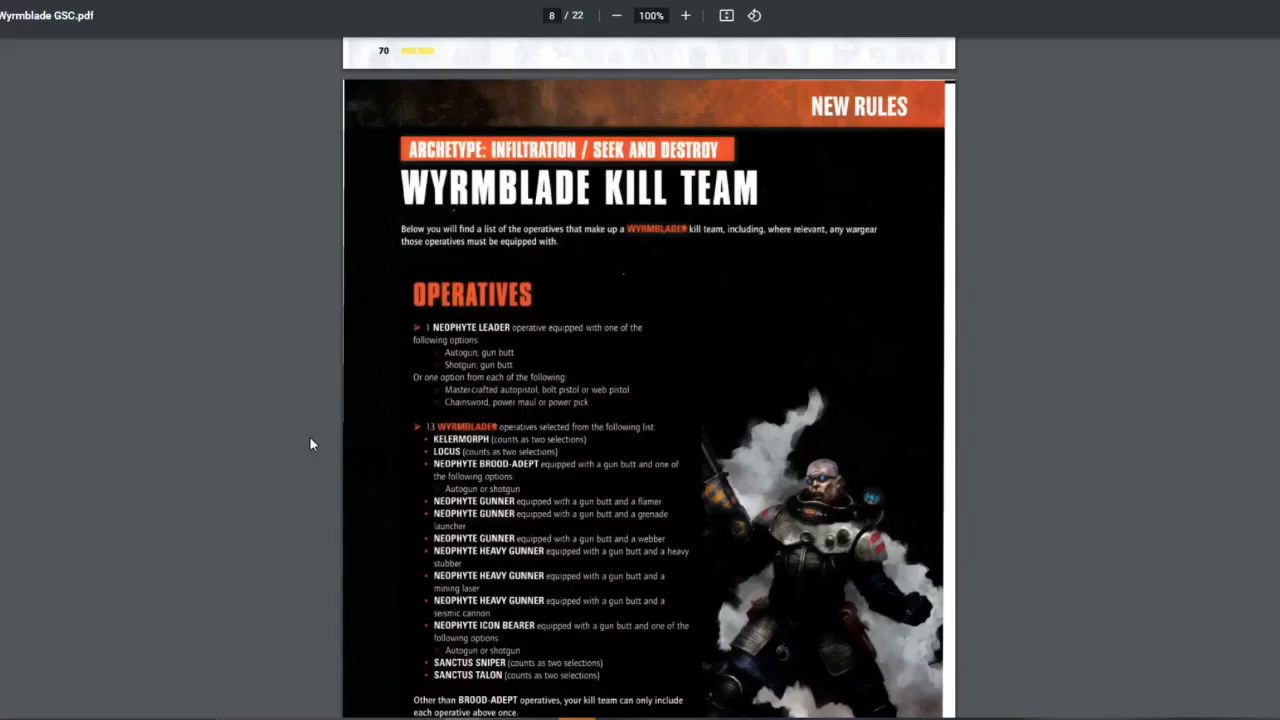 Wyrmblade GSC.pdf
8 / 22
100%
70
NEW RULES
ARCHETYPE: INFILTRATION / SEEK AND DESTROY
WYRMBLADE KILL TEAM
Below you will find a list of the operatives that make up a WYRMBLADE kill team, including, where relevant, any wargear
those operatives must be equipped with.
OPERATIVES
➤ 1 NEOPHYTE LEADER operative equipped with one of the
following options:
Autogun; gun butt
Shotgun; gun butt
Or one option from each of the following:
Master-crafted autopistol, bolt pistol or web pistol
Chainsword, power maul or power pick
➤ 13 WYRMBLADE operatives selected from the following list:
• KELERMORPH (counts as two selections)
• LOCUS (counts as two selections)
• NEOPHYTE BROOD-ADEPT equipped with a gun butt and one of
the following options:
Autogun or shotgun
• NEOPHYTE GUNNER equipped with a gun butt and a flamer
• NEOPHYTE GUNNER equipped with a gun butt and a grenade
launcher
• NEOPHYTE GUNNER equipped with a gun butt and a webber
• NEOPHYTE HEAVY GUNNER equipped with a gun butt and a heavy
stubber
• NEOPHYTE HEAVY GUNNER equipped with a gun butt and a
mining laser
• NEOPHYTE HEAVY GUNNER equipped with a gun butt and a
seismic cannon
• NEOPHYTE ICON BEARER equipped with a gun butt and one of the
following options:
Autogun or shotgun
• SANCTUS SNIPER (counts as two selections)
• SANCTUS TALON (counts as two selections)
Other than BROOD-ADEPT operatives, your kill team can only include
each operative above once.